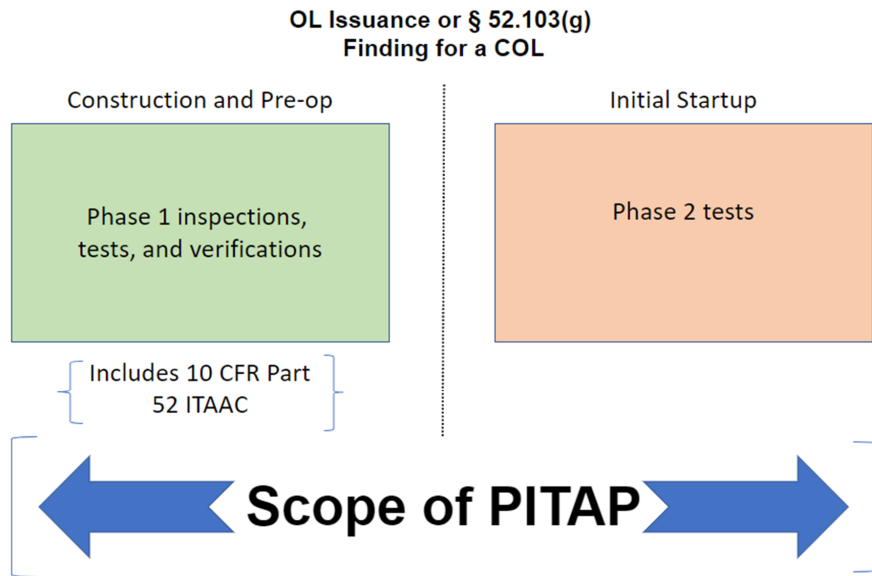 OL Issuance or § 52.103(g)
Finding for a COL
Construction and Pre-op
Initial Startup
Phase 1 inspections,
tests, and verifications
Phase 2 tests
Includes 10 CFR Part
52 ITAAC
Scope of PITAP